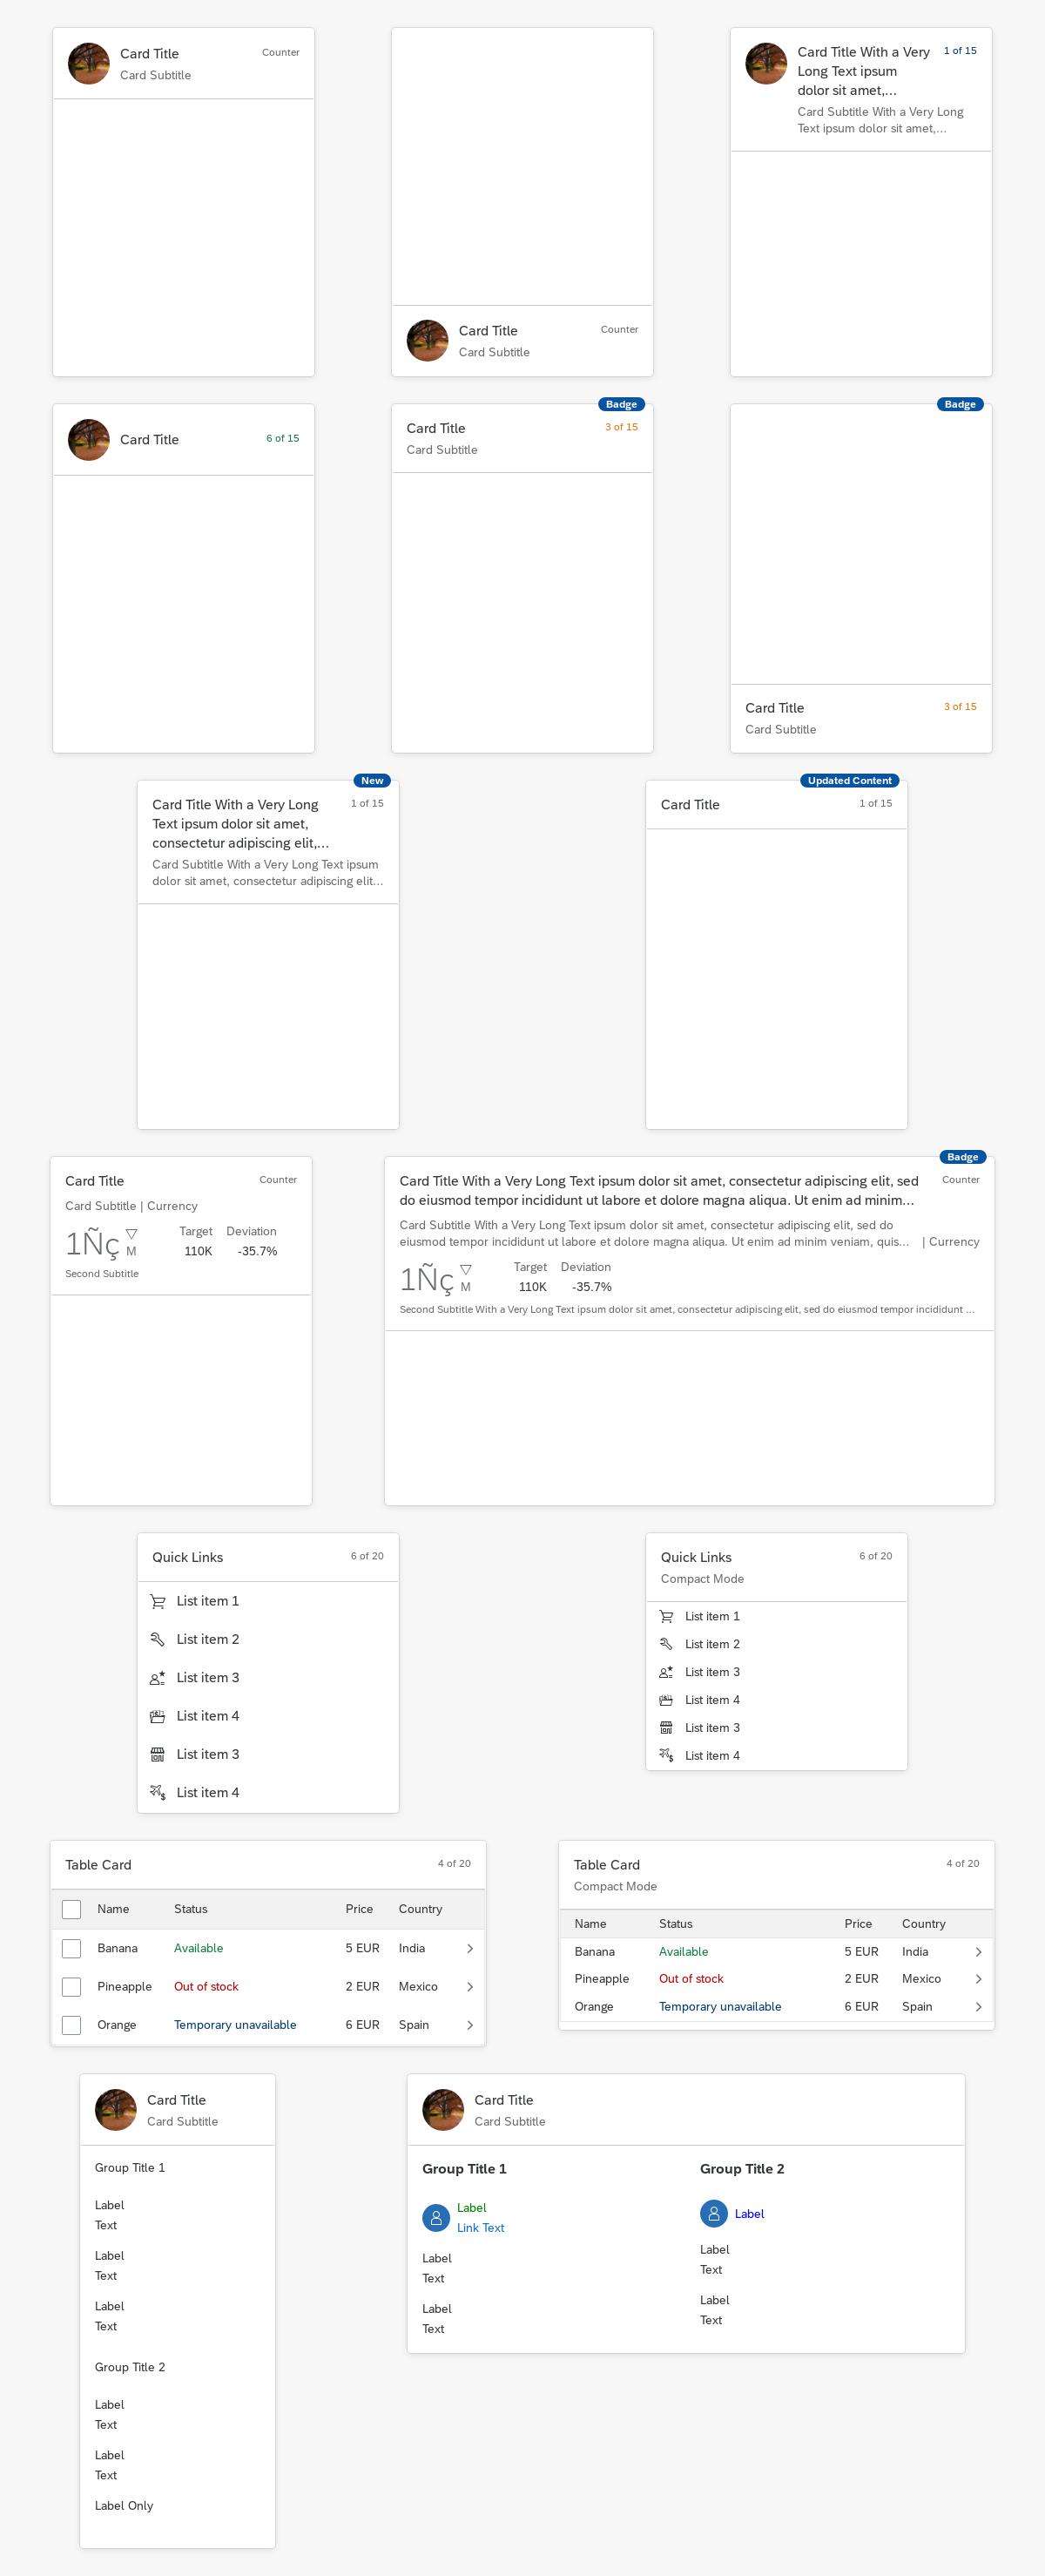 Card Title
Counter
Card Subtitle
Card Title
Counter
Card Subtitle
Card Title With a Very
Long Text ipsum
dolor sit amet,...
1 of 15
Card Subtitle With a Very Long
Text ipsum dolor sit amet,...
Card Title
6 of 15
Badge
Card Title
3 of 15
Card Subtitle
Badge
Card Title
3 of 15
Card Subtitle
New
Card Title With a Very Long
Text ipsum dolor sit amet,
consectetur adipiscing elit,...
1 of 15
Card Subtitle With a Very Long Text ipsum
dolor sit amet, consectetur adipiscing elit...
Updated Content
Card Title
1 of 15
Card Title
Counter
Card Subtitle | Currency
1Ñç
M
Target
110K
Deviation
-35.7%
Second Subtitle
Badge
Card Title With a Very Long Text ipsum dolor sit amet, consectetur adipiscing elit, sed
do eiusmod tempor incididunt ut labore et dolore magna aliqua. Ut enim ad minim...
Counter
Card Subtitle With a Very Long Text ipsum dolor sit amet, consectetur adipiscing elit, sed do
eiusmod tempor incididunt ut labore et dolore magna aliqua. Ut enim ad minim veniam, quis... | Currency
1Ñç
M
Target
110K
Deviation
-35.7%
Second Subtitle With a Very Long Text ipsum dolor sit amet, consectetur adipiscing elit, sed do eiusmod tempor incididunt ...
Quick Links
6 of 20
List item 1
List item 2
List item 3
List item 4
List item 3
List item 4
Quick Links
6 of 20
Compact Mode
List item 1
List item 2
List item 3
List item 4
List item 3
List item 4
Table Card
4 of 20
Name Status Price Country
Banana Available 5 EUR India
Pineapple Out of stock 2 EUR Mexico
Orange Temporary unavailable 6 EUR Spain
Table Card
4 of 20
Compact Mode
Name Status Price Country
Banana Available 5 EUR India
Pineapple Out of stock 2 EUR Mexico
Orange Temporary unavailable 6 EUR Spain
Card Title
Card Subtitle
Group Title 1
Label
Text
Label
Text
Label
Text
Group Title 2
Label
Text
Label
Text
Label Only
Card Title
Card Subtitle
Group Title 1
Label
Link Text
Label
Text
Label
Text
Group Title 2
Label
Label
Text
Label
Text